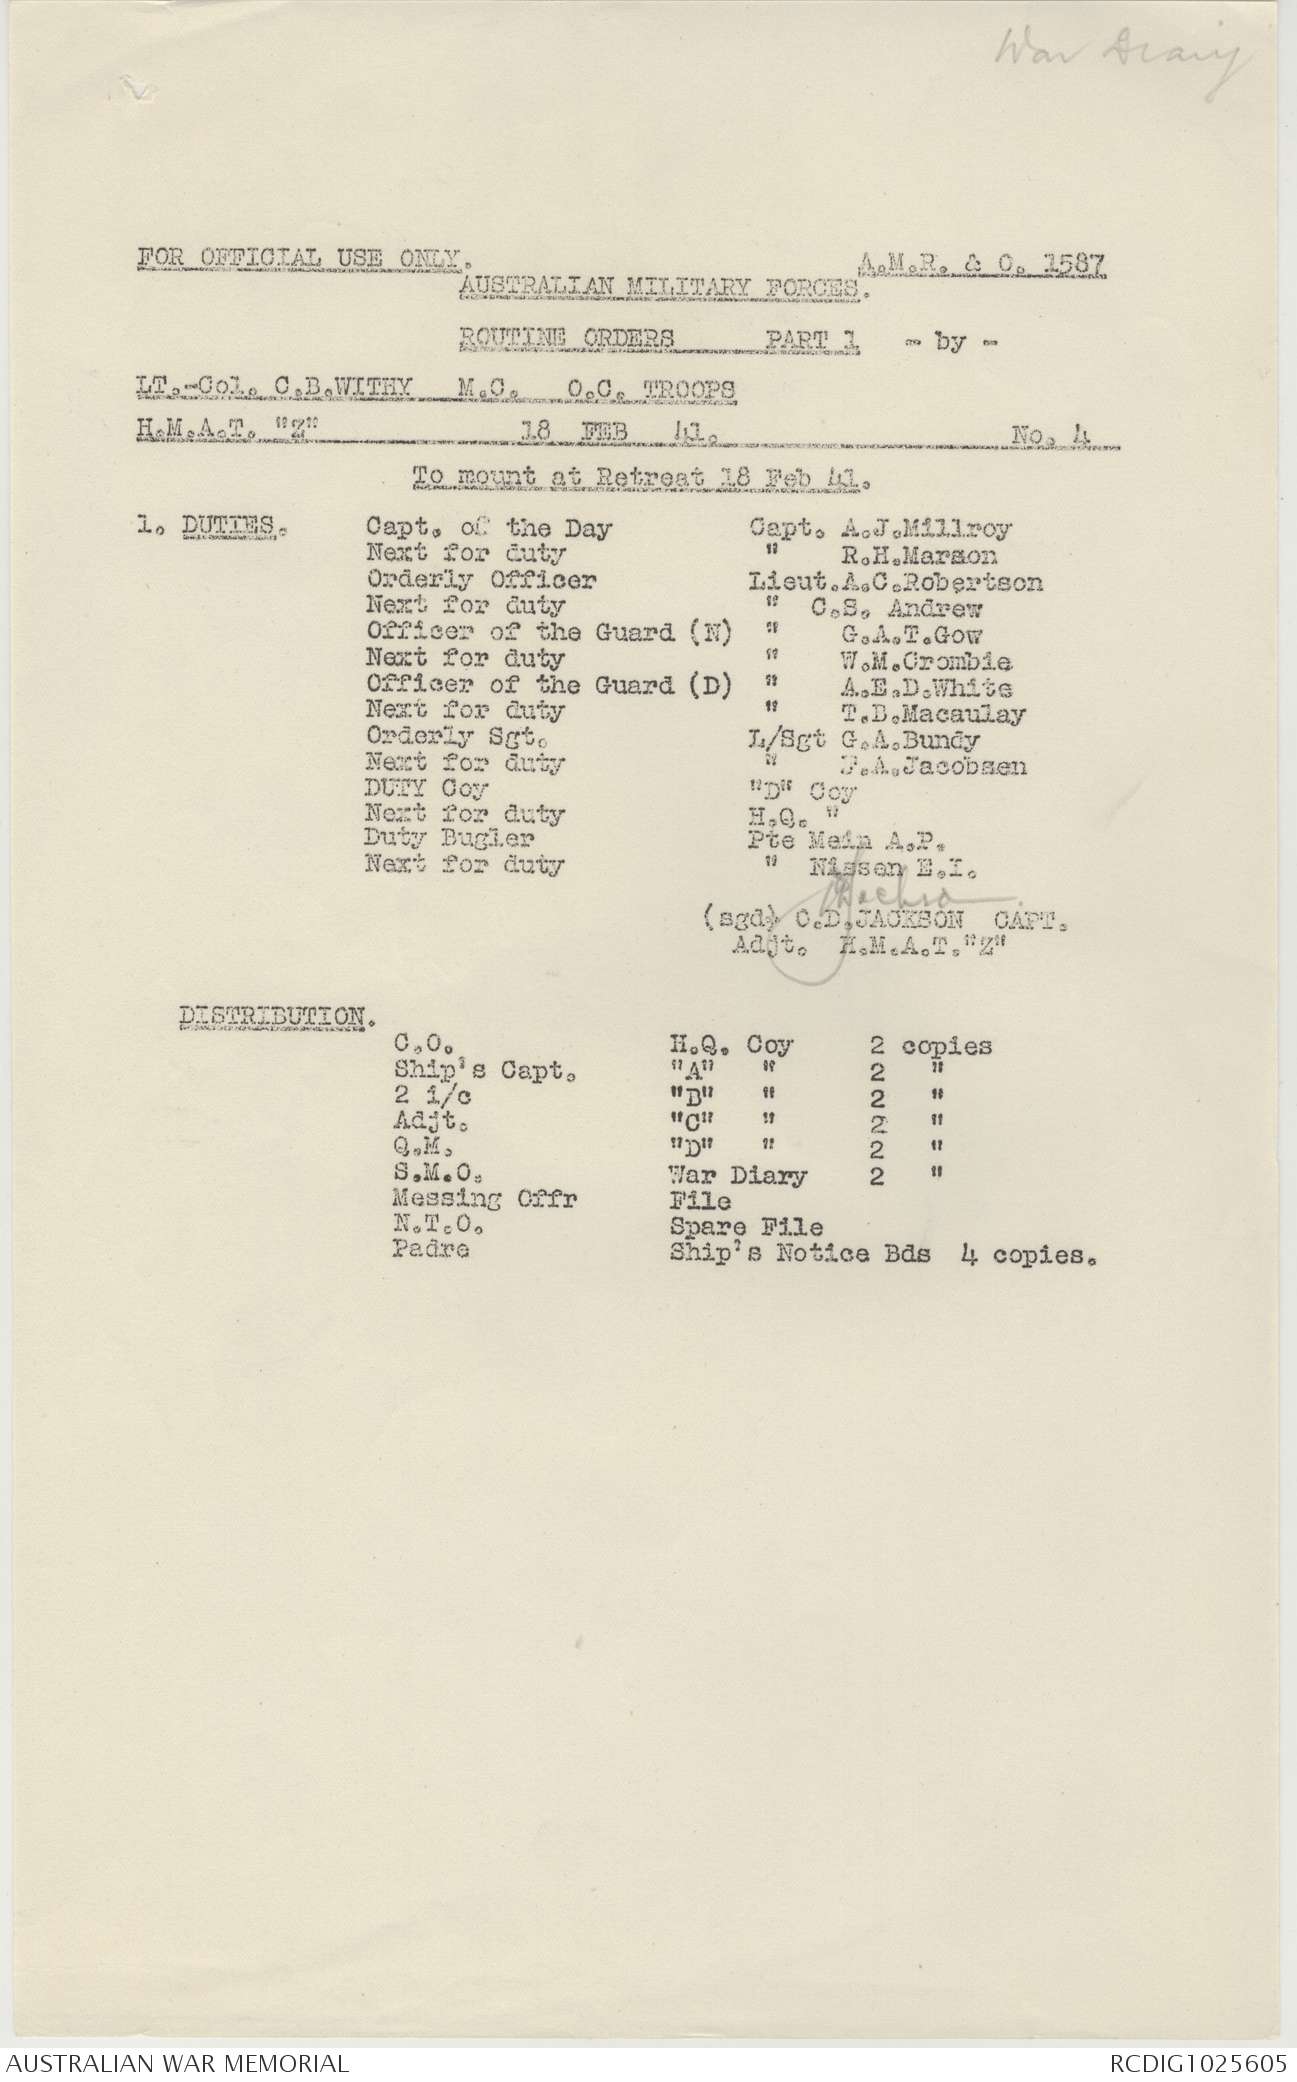 War Diary
FOR OFFICIAL USE ONLY. A.M.R. & O. 1587
AUSTRALIAN MILITARY FORCES.
ROUTINE ORDERS PART 1 - by -
LT.-Col. C.B.WITHY M.C. O.C. TROOPS
H.M.A.T. "Z" 18 FEB 41. No. 4
To mount at Retreat 18 Feb 41.
1. DUTIES. Capt. of the Day Capt. A.J.Millroy
Next for duty " R.H.Marson
Orderly Officer Lieut.A.C.Robertson
Next for duty " C.S. Andrew
Officer of the Guard (N) " G.A.T.Gow
Next for duty " W.M.Crombie
Officer of the Guard (D) " A.E.D.White
Next for duty " T.B.Macaulay
Orderly Sgt. L/Sgt G.A.Bundy
Next for duty " A.Jacobsen
DUTY Coy "D" Coy
Next for duty H.Q. "
Duty Bugler Pte Mein A.P.
Next for duty " Nissen E.I.
(sgd) C.D.JACKSON CAPT.
Adjt. H.M.A.T."Z"
DISTRIBUTION.
C.O. H.Q. Coy 2 copies
Ship's Capt. "A" " 2 "
2 i/c "B" " 2 "
Adjt. "C" " 2 "
Q.M. "D" " 2 "
S.M.O. War Diary 2 "
Messing Offr File
N.T.O. Spare File
Padre Ship's Notice Bds 4 copies.
AUSTRALIAN WAR MEMORIAL RCDIG1025605